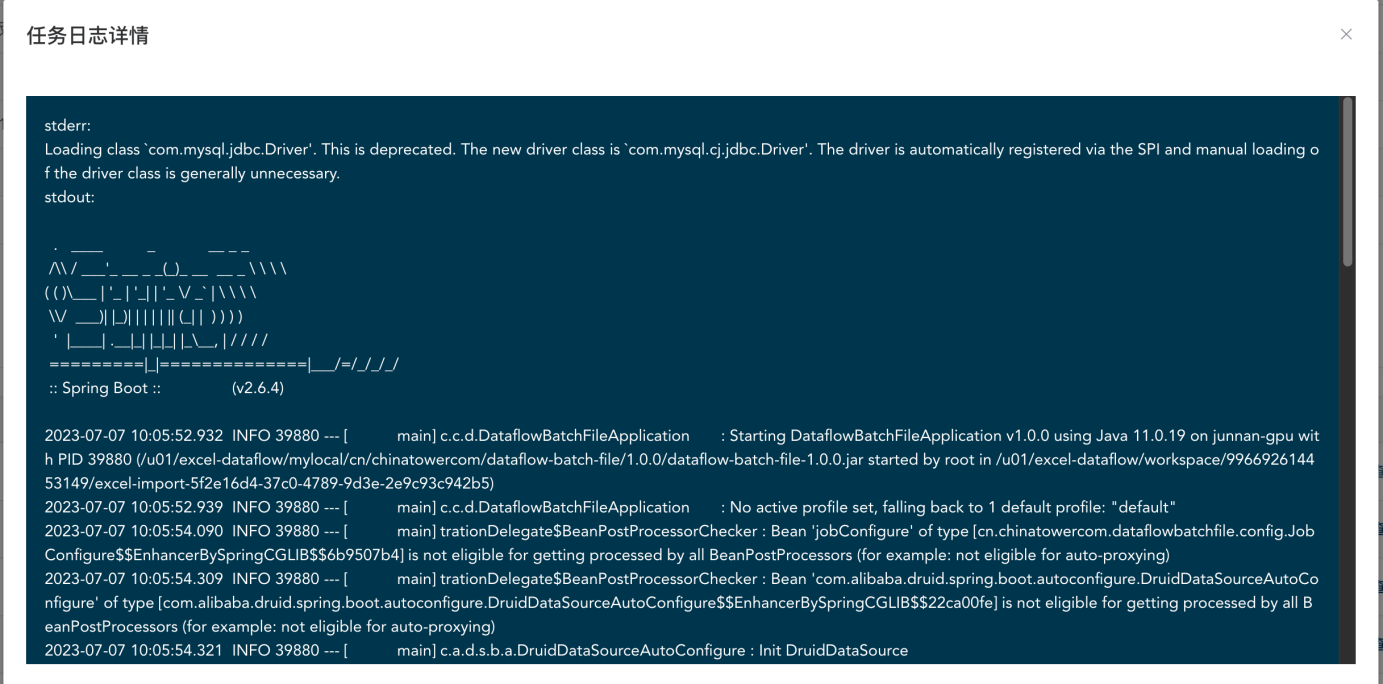 任务日志详情
stderr:
Loading class `com.mysql.jdbc.Driver'. This is deprecated. The new driver class is `com.mysql.cj.jdbc.Driver'. The driver is automatically registered via the SPI and manual loading o
f the driver class is generally unnecessary.
stdout:
  .   ____          _            __ _ _
 /\\ / ___'_ __ _ _(_)_ __  __ _ \ \ \ \
( ( )\___ | '_ | '_| | '_ \/ _` | \ \ \ \
 \\/  ___)| |_)| | | | | || (_| |  ) ) ) )
  '  |____| .__|_| |_|_| |_\__, | / / / /
 =========|_|==============|___/=/_/_/_/
 :: Spring Boot ::                (v2.6.4)
2023-07-07 10:05:52.932  INFO 39880 --- [           main] c.c.d.DataflowBatchFileApplication       : Starting DataflowBatchFileApplication v1.0.0 using Java 11.0.19 on junnan-gpu wit
h PID 39880 (/u01/excel-dataflow/mylocal/cn/chinatowercom/dataflow-batch-file/1.0.0/dataflow-batch-file-1.0.0.jar started by root in /u01/excel-dataflow/workspace/9966926144
53149/excel-import-5f2e16d4-37c0-4789-9d3e-2e9c93c942b5)
2023-07-07 10:05:52.939  INFO 39880 --- [           main] c.c.d.DataflowBatchFileApplication       : No active profile set, falling back to 1 default profile: "default"
2023-07-07 10:05:54.090  INFO 39880 --- [           main] trationDelegate$BeanPostProcessorChecker : Bean 'jobConfigure' of type [cn.chinatowercom.dataflowbatchfile.config.Job
Configure$$EnhancerBySpringCGLIB$$6b9507b4] is not eligible for getting processed by all BeanPostProcessors (for example: not eligible for auto-proxying)
2023-07-07 10:05:54.309  INFO 39880 --- [           main] trationDelegate$BeanPostProcessorChecker : Bean 'com.alibaba.druid.spring.boot.autoconfigure.DruidDataSourceAutoCo
nfigure' of type [com.alibaba.druid.spring.boot.autoconfigure.DruidDataSourceAutoConfigure$$EnhancerBySpringCGLIB$$22ca00fe] is not eligible for getting processed by all B
eanPostProcessors (for example: not eligible for auto-proxying)
2023-07-07 10:05:54.321  INFO 39880 --- [           main] c.a.d.s.b.a.DruidDataSourceAutoConfigure : Init DruidDataSource